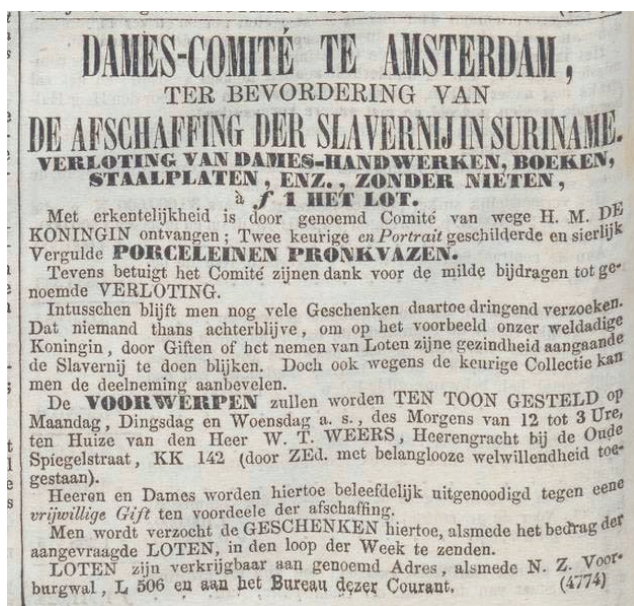 DAMES-COMITÉ TE AMSTERDAM,
TER BEVORDERING VAN
DE AFSCHAFFING DER SLAVERNIJ IN SURINAME.
VERLOTING VAN DAMES-HANDWERKEN, BOEKEN,
STAALPLATEN, ENZ., ZONDER NIETEN,
à f 1 HET LOT.
Met erkentelijkheid is door genoemd Comité van wege H. M. DE
KONINGIN ontvangen; Twee keurige en Portrait geschilderde en sierlijk
Vergulde PORCELEINEN PRONKVAZEN.
Tevens betuigt het Comité zijnen dank voor de milde bijdragen tot ge-
noemde VERLOTING.
Intusschen blijft men nog vele Geschenken daartoe dringend verzoeken.
Dat niemand thans achterblijve, om op het voorbeeld onzer weldadige
Koningin, door Giften of het nemen van Loten zijne gezindheid aangaande
de Slavernij te doen blijken. Doch ook wegens de keurige Collectie kan
men de deelneming aanbevelen.
De VOORWERPEN zullen worden TEN TOON GESTELD op
Maandag, Dingsdag en Woensdag a. s., des Morgens van 12 tot 3 Ure,
ten Huize van den Heer W. T. WEERS, Heerengracht bij de Oude
Spiegelstraat, KK 142 (door ZEd. met belanglooze welwillendheid toe-
gestaan).
Heeren en Dames worden hiertoe beleefdelijk uitgenoodigd tegen eene
vrijwillige Gift ten voordeele der afschaffing.
Men wordt verzocht de GESCHENKEN hiertoe, alsmede het bedrag der
aangevraagde LOTEN, in den loop der Week te zenden.
LOTEN zijn verkrijgbaar aan genoemd Adres, alsmede N. Z. Voor-
burgwal, L 506 en aan het Bureau dezer Courant. (4774)